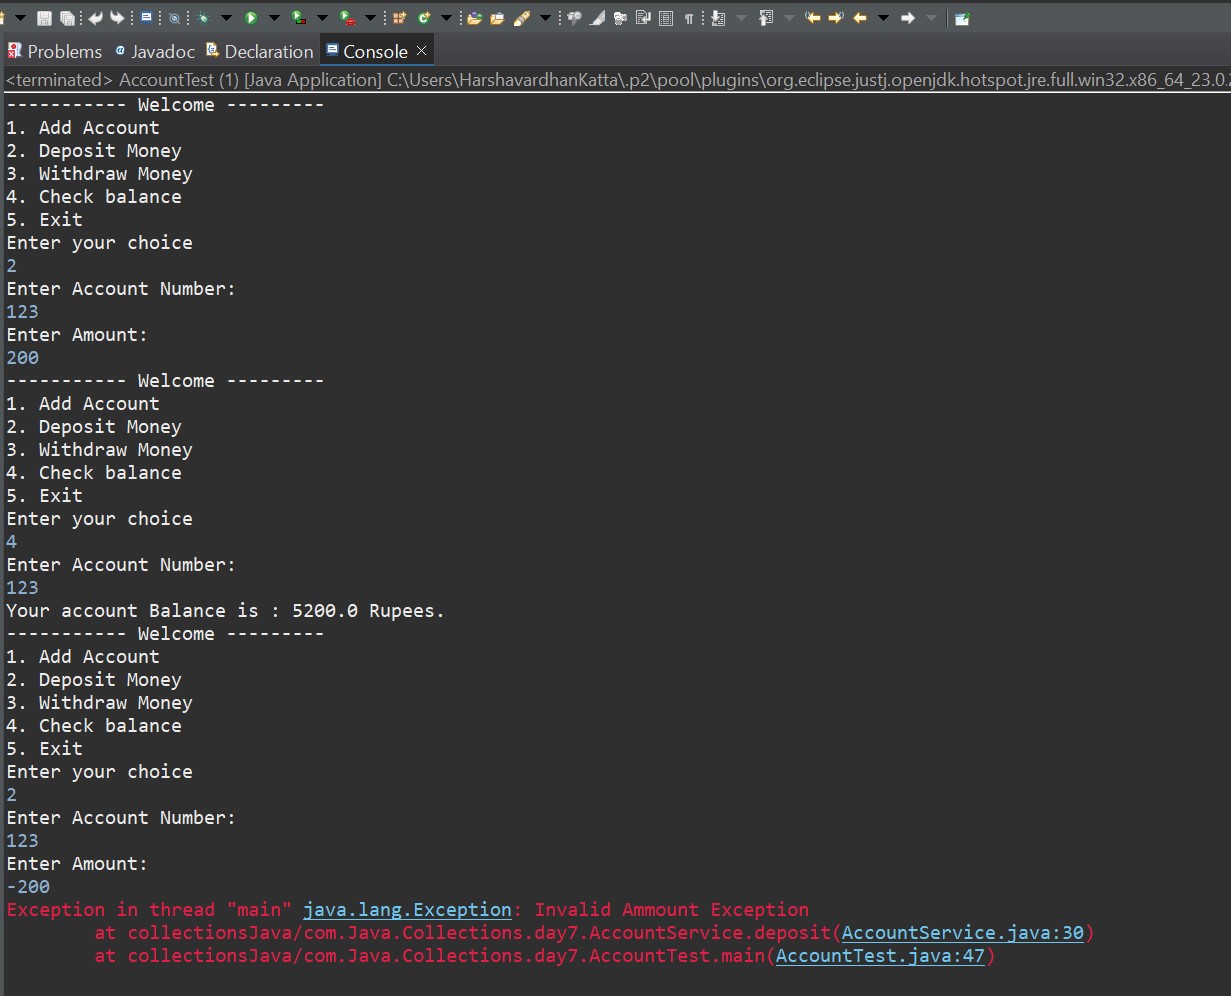 Problems Javadoc Declaration Console
<terminated> AccountTest (1) [Java Application] C:\Users\HarshavardhanKatta\.p2\pool\plugins\org.eclipse.justj.openjdk.hotspot.jre.full.win32.x86_64_23.0.2
----------- Welcome ---------
1. Add Account
2. Deposit Money
3. Withdraw Money
4. Check balance
5. Exit
Enter your choice
2
Enter Account Number:
123
Enter Amount:
200
----------- Welcome ---------
1. Add Account
2. Deposit Money
3. Withdraw Money
4. Check balance
5. Exit
Enter your choice
4
Enter Account Number:
123
Your account Balance is : 5200.0 Rupees.
----------- Welcome ---------
1. Add Account
2. Deposit Money
3. Withdraw Money
4. Check balance
5. Exit
Enter your choice
2
Enter Account Number:
123
Enter Amount:
-200
Exception in thread "main" java.lang.Exception: Invalid Ammount Exception
at collectionsJava/com.Java.Collections.day7.AccountService.deposit(AccountService.java:30)
at collectionsJava/com.Java.Collections.day7.AccountTest.main(AccountTest.java:47)